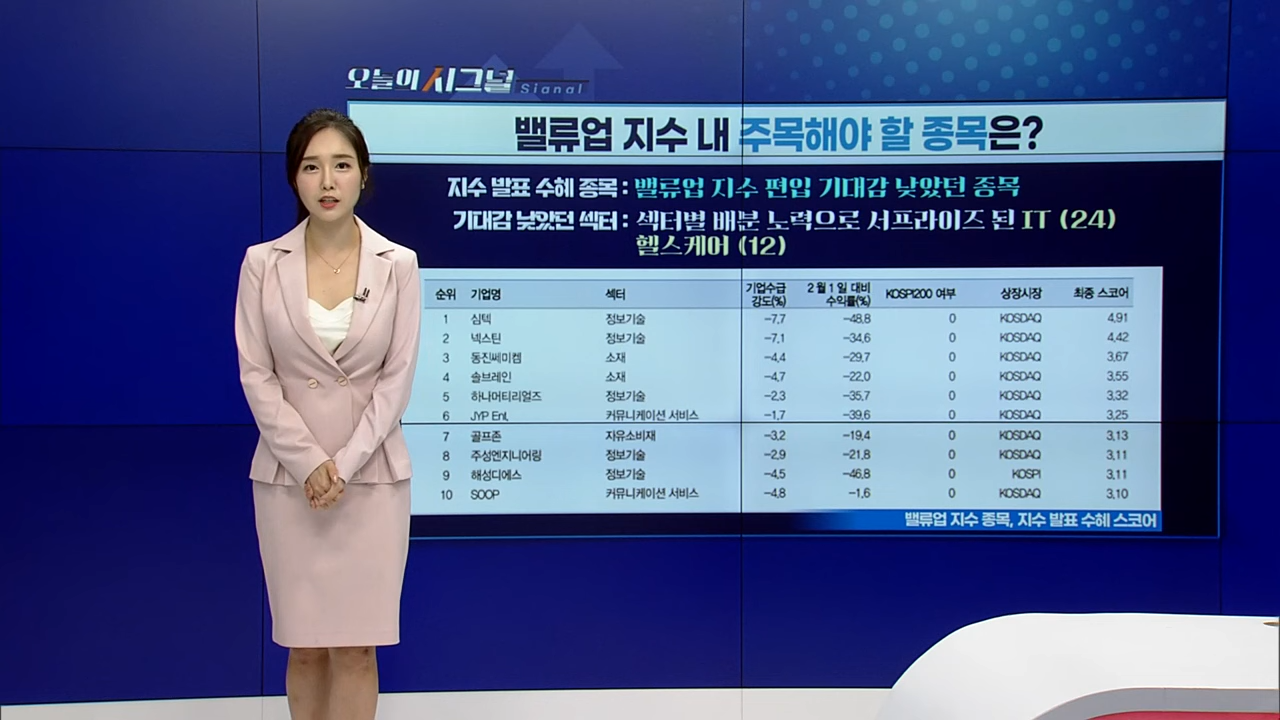 오늘의 시그널 Signal
밸류업 지수 내 주목해야 할 종목은?
지수 발표 수혜 종목 : 밸류업 지수 편입 기대감 낮았던 종목
기대감 낮았던 섹터 : 섹터별 배분 노력으로 서프라이즈 된 IT (24)
헬스케어 (12)
순위 기업명 섹터 기업수급 강도(%) 2월 1일 대비 수익률(%) KOSPI200 여부 상장시장 최종 스코어
1 심텍 정보기술 -7.7 -48.8 0 KOSDAQ 4.91
2 넥스틴 정보기술 -7.1 -34.6 0 KOSDAQ 4.42
3 동진쎄미켐 소재 -4.4 -29.7 0 KOSDAQ 3.67
4 솔브레인 소재 -4.7 -22.0 0 KOSDAQ 3.55
5 하나머티리얼즈 정보기술 -2.3 -35.7 0 KOSDAQ 3.32
6 JYP Ent. 커뮤니케이션 서비스 -1.7 -39.6 0 KOSDAQ 3.25
7 골프존 자유소비재 -3.2 -19.4 0 KOSDAQ 3.13
8 주성엔지니어링 정보기술 -2.9 -21.8 0 KOSDAQ 3.11
9 해성디에스 정보기술 -4.5 -46.8 0 KOSPI 3.11
10 SOOP 커뮤니케이션 서비스 -4.8 -1.6 0 KOSDAQ 3.10
밸류업 지수 종목, 지수 발표 수혜 스코어